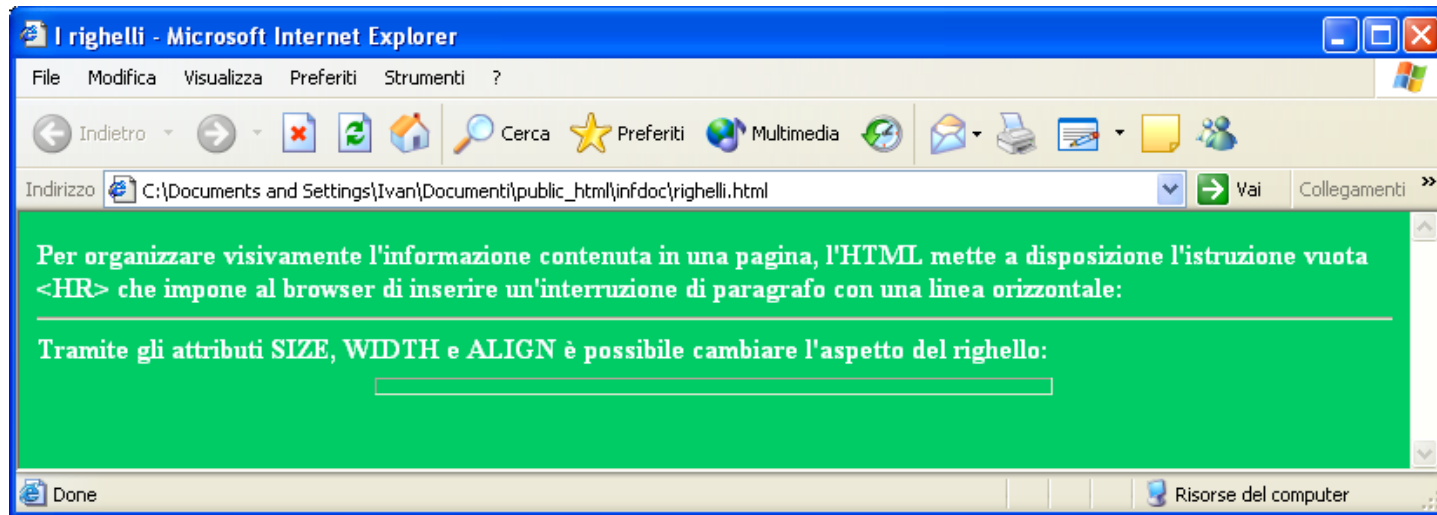 I righelli - Microsoft Internet Explorer
File Modifica Visualizza Preferiti Strumenti ?
Indietro Cerca Preferiti Multimedia
Indirizzo C:\Documents and Settings\Ivan\Documenti\public_html\infdoc\righelli.html Vai Collegamenti »
Per organizzare visivamente l'informazione contenuta in una pagina, l'HTML mette a disposizione l'istruzione vuota
<HR> che impone al browser di inserire un'interruzione di paragrafo con una linea orizzontale:
Tramite gli attributi SIZE, WIDTH e ALIGN è possibile cambiare l'aspetto del righello:
Done Risorse del computer